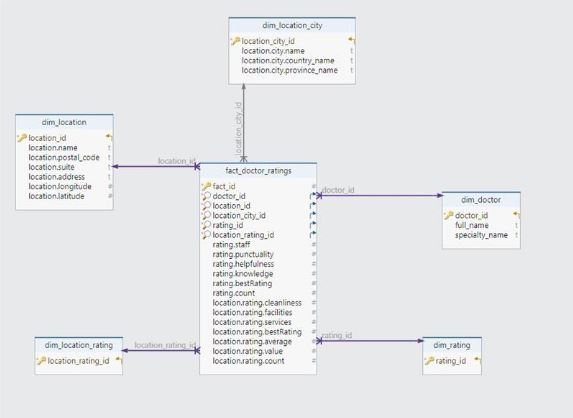 dim_location_city
location_city_id
location.city.name t
location.city.country_name t
location.city.province_name t
location_city_id
dim_location
location_id
location.name t
location.postal_code t
location.suite t
location.address t
location.longitude #
location.latitude #
location_id
fact_doctor_ratings
fact_id #
doctor_id
location_id
location_city_id
rating_id
location_rating_id
rating.staff #
rating.punctuality #
rating.helpfulness #
rating.knowledge #
rating.bestRating #
rating.count #
location.rating.cleanliness #
location.rating.facilities #
location.rating.services #
location.rating.bestRating #
location.rating.average #
location.rating.value #
location.rating.count #
doctor_id
dim_doctor
doctor_id
full_name t
specialty_name t
dim_location_rating
location_rating_id
location_rating_id
rating_id
dim_rating
rating_id